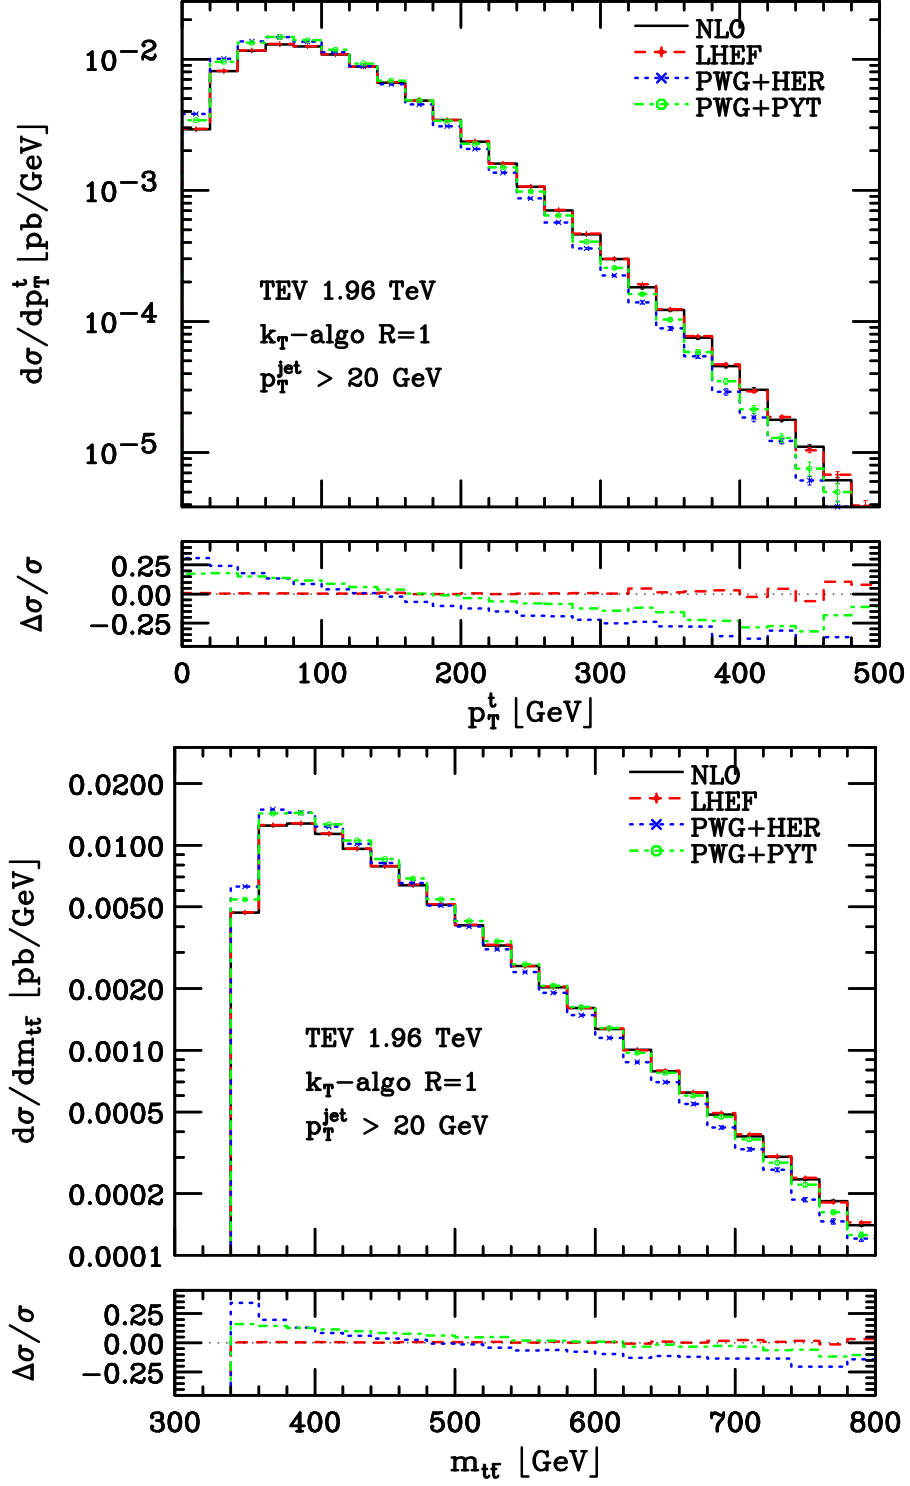 NLO
LHEF
PWG+HER
PWG+PYT
10⁻²
10⁻³
10⁻⁴
10⁻⁵
dσ/dp_T^t ⌊pb/GeV⌋
TEV 1.96 TeV
k_T-algo R=1
p_T^jet > 20 GeV
0.25
0.00
−0.25
Δσ/σ
0 100 200 300 400 500
p_T^t ⌊GeV⌋
NLO
LHEF
PWG+HER
PWG+PYT
0.0200
0.0100
0.0050
0.0020
0.0010
0.0005
0.0002
0.0001
dσ/dm_tt̄ ⌊pb/GeV⌋
TEV 1.96 TeV
k_T-algo R=1
p_T^jet > 20 GeV
0.25
0.00
−0.25
Δσ/σ
300 400 500 600 700 800
m_tt̄ ⌊GeV⌋